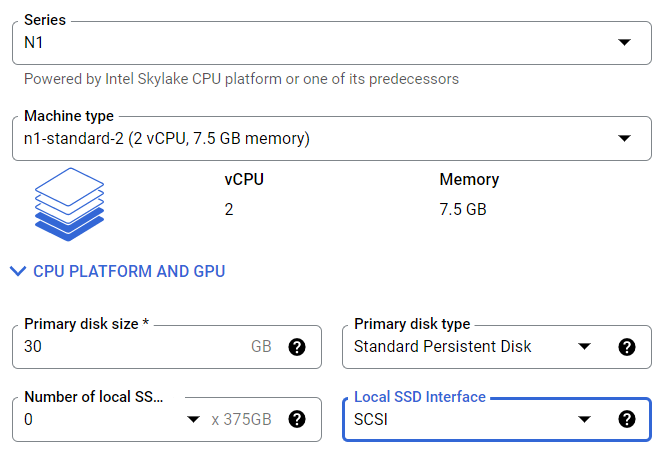 Series
N1
Powered by Intel Skylake CPU platform or one of its predecessors
Machine type
n1-standard-2 (2 vCPU, 7.5 GB memory)
vCPU Memory
2 7.5 GB
CPU PLATFORM AND GPU
Primary disk size * Primary disk type
30 GB ? Standard Persistent Disk ?
Number of local SS… Local SSD Interface
0 x 375GB ? SCSI ?